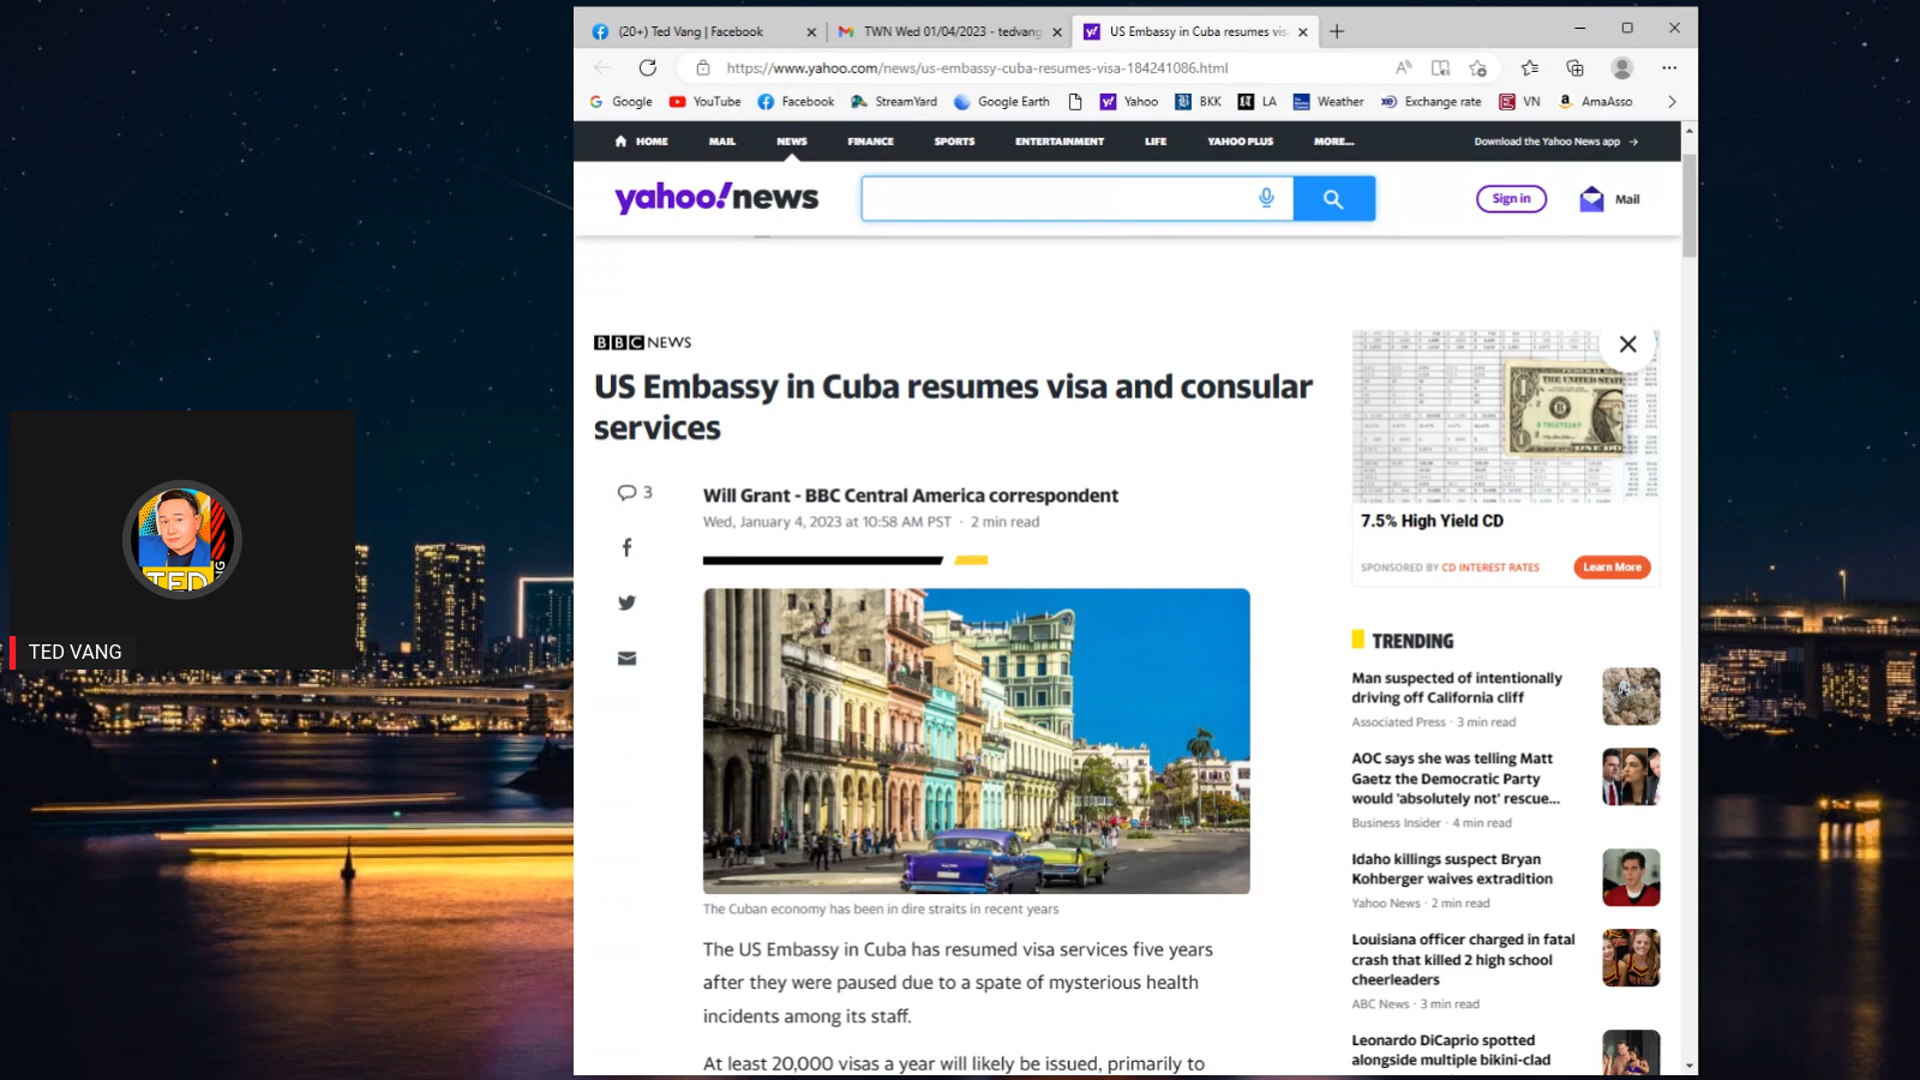 (20+) Ted Vang | Facebook
TWN Wed 01/04/2023 - tedvang
US Embassy in Cuba resumes vis
https://www.yahoo.com/news/us-embassy-cuba-resumes-visa-184241086.html
Google YouTube Facebook StreamYard Google Earth Yahoo BKK LA Weather Exchange rate VN AmaAsso
HOME MAIL NEWS FINANCE SPORTS ENTERTAINMENT LIFE YAHOO PLUS MORE... Download the Yahoo News app →
yahoo!news
Sign in
Mail
BBC NEWS
US Embassy in Cuba resumes visa and consular
services
3
Will Grant - BBC Central America correspondent
Wed, January 4, 2023 at 10:58 AM PST · 2 min read
The Cuban economy has been in dire straits in recent years
The US Embassy in Cuba has resumed visa services five years
after they were paused due to a spate of mysterious health
incidents among its staff.
At least 20,000 visas a year will likely be issued, primarily to
THE UNITED STAT
7.5% High Yield CD
SPONSORED BY CD INTEREST RATES
Learn More
TRENDING
Man suspected of intentionally
driving off California cliff
Associated Press · 3 min read
AOC says she was telling Matt
Gaetz the Democratic Party
would 'absolutely not' rescue...
Business Insider · 4 min read
Idaho killings suspect Bryan
Kohberger waives extradition
Yahoo News · 2 min read
Louisiana officer charged in fatal
crash that killed 2 high school
cheerleaders
ABC News · 3 min read
Leonardo DiCaprio spotted
alongside multiple bikini-clad
TED
NG
TED VANG